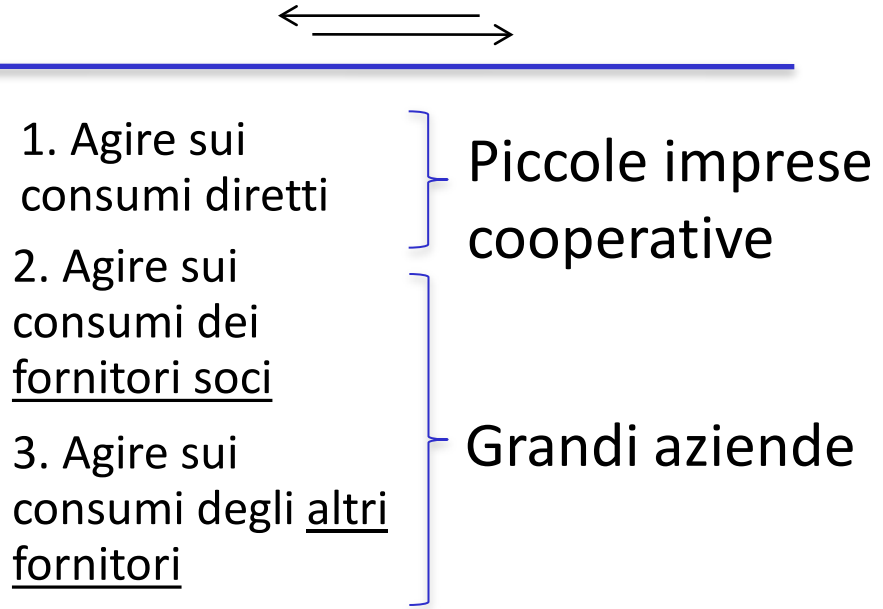 1. Agire sui
consumi diretti
2. Agire sui
consumi dei
fornitori soci
3. Agire sui
consumi degli altri
fornitori
Piccole imprese
cooperative
Grandi aziende